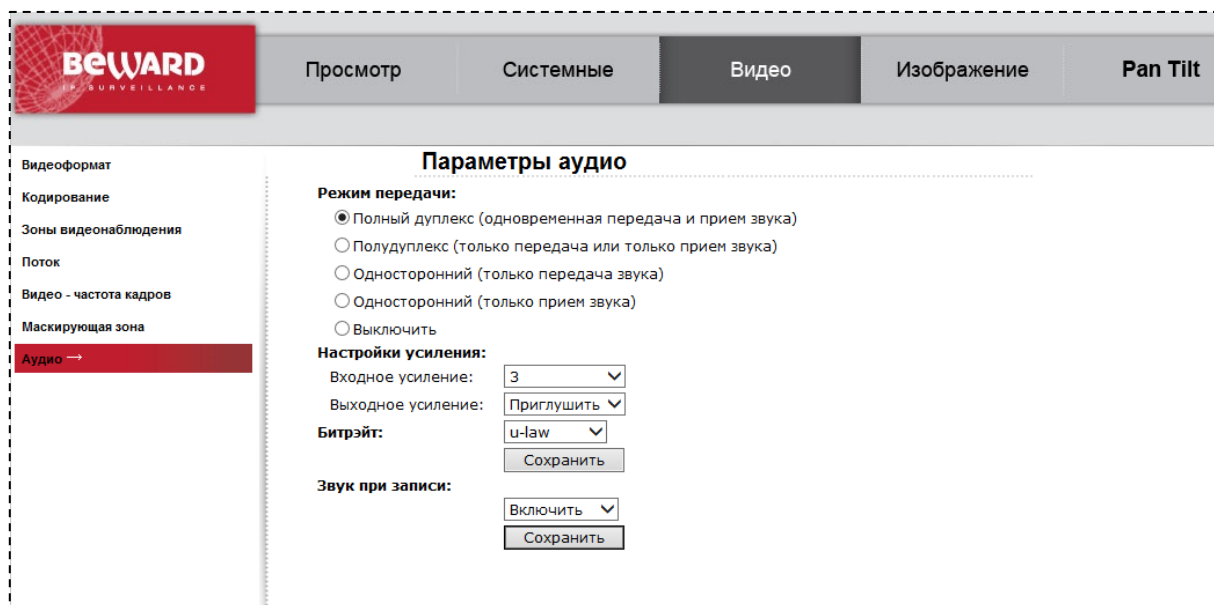 BEWARD
IP SURVEILLANCE
Просмотр
Системные
Видео
Изображение
Pan Tilt
Видеоформат
Кодирование
Зоны видеонаблюдения
Поток
Видео - частота кадров
Маскирующая зона
Аудио →
Параметры аудио
Режим передачи:
Полный дуплекс (одновременная передача и прием звука)
Полудуплекс (только передача или только прием звука)
Односторонний (только передача звука)
Односторонний (только прием звука)
Выключить
Настройки усиления:
Входное усиление: 3
Выходное усиление: Приглушить
Битрэйт: u-law
Сохранить
Звук при записи:
Включить
Сохранить